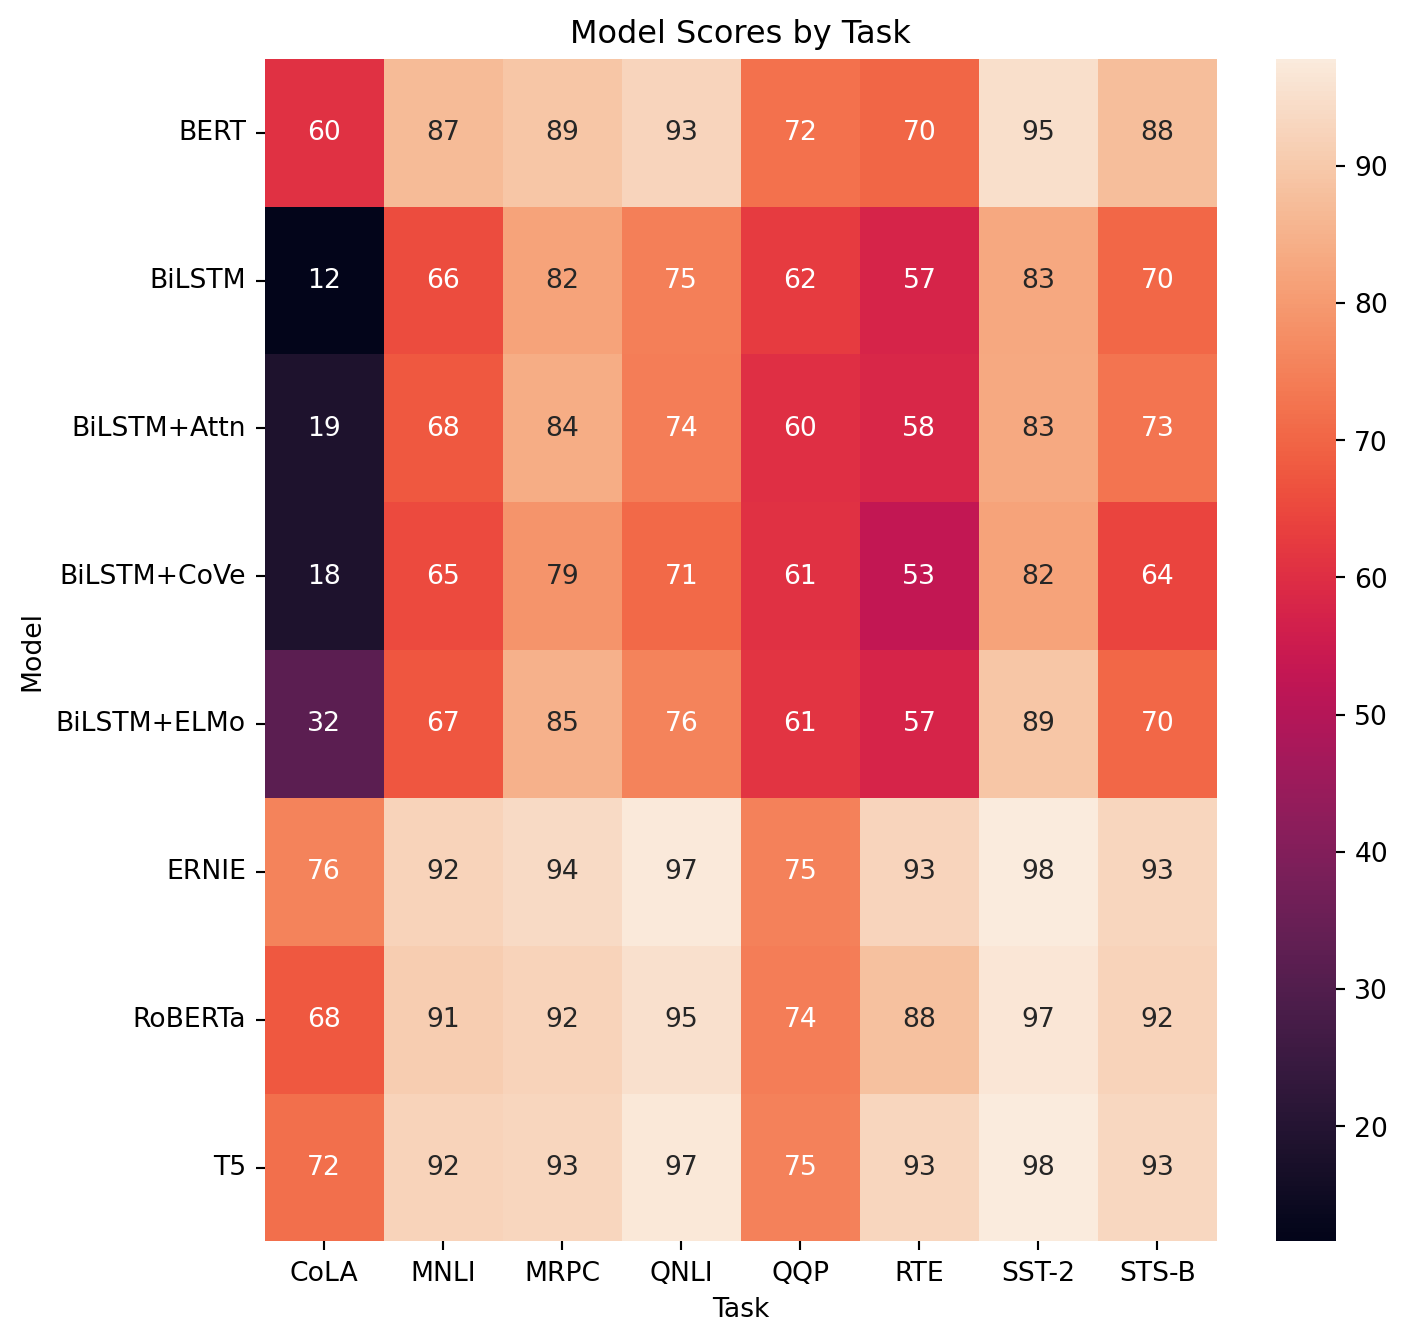 Model Scores by Task
BERT 60 87 89 93 72 70 95 88
BiLSTM 12 66 82 75 62 57 83 70
BiLSTM+Attn 19 68 84 74 60 58 83 73
BiLSTM+CoVe 18 65 79 71 61 53 82 64
BiLSTM+ELMo 32 67 85 76 61 57 89 70
ERNIE 76 92 94 97 75 93 98 93
RoBERTa 68 91 92 95 74 88 97 92
T5 72 92 93 97 75 93 98 93
CoLA MNLI MRPC QNLI QQP RTE SST-2 STS-B
Task
Model
90
80
70
60
50
40
30
20